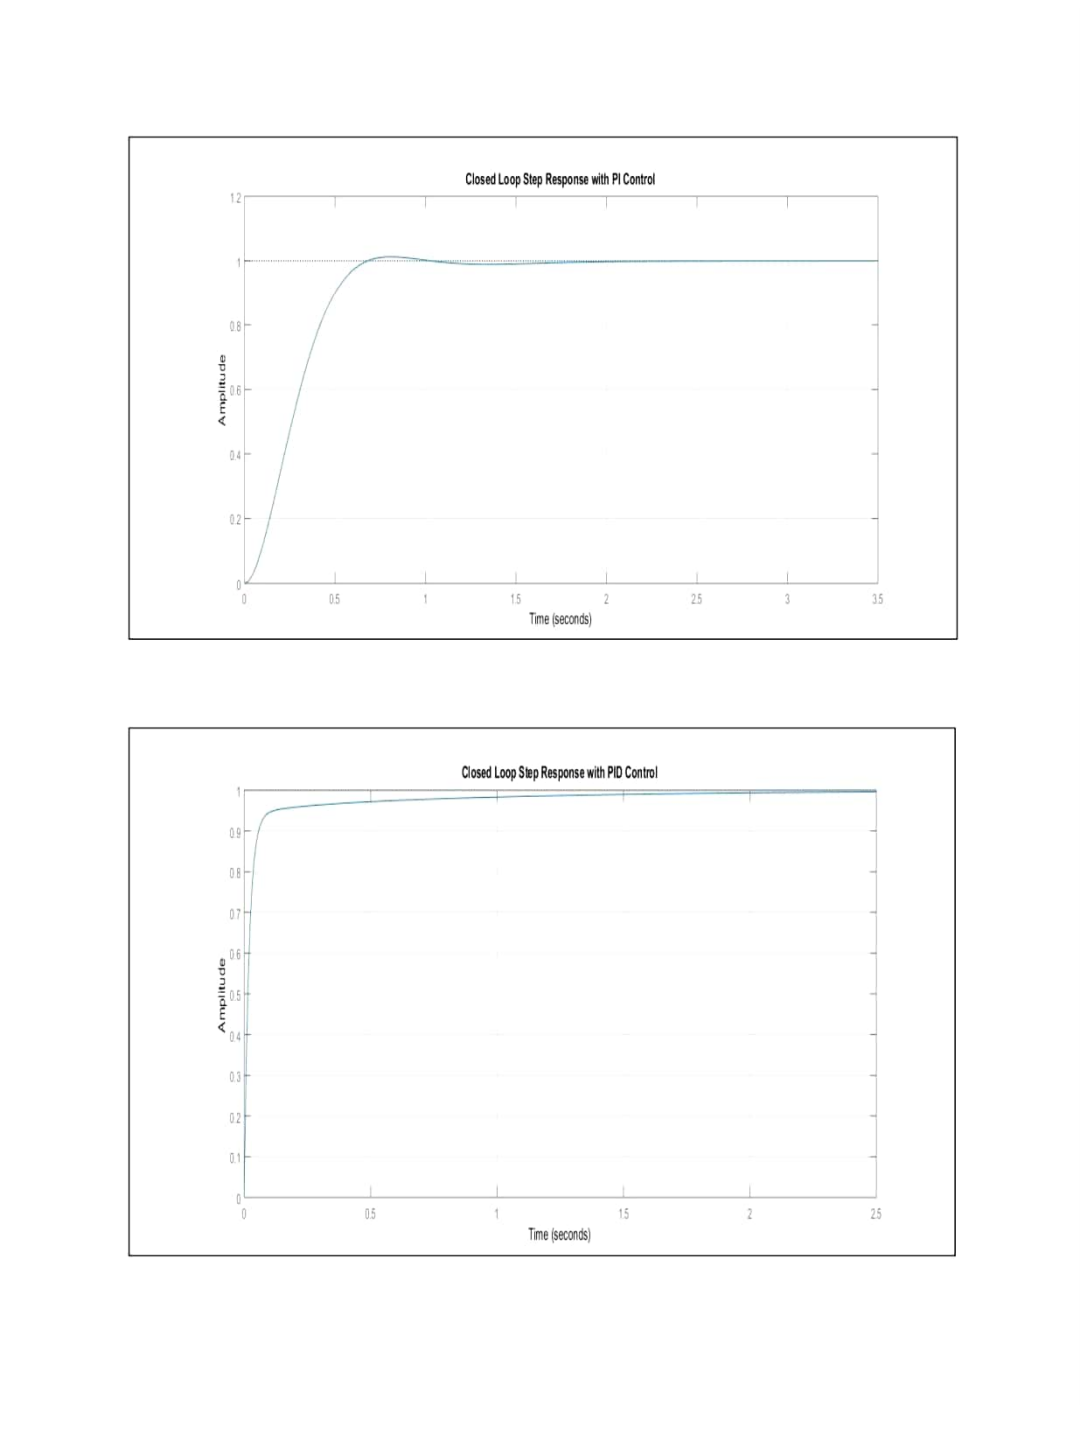 Closed Loop Step Response with PI Control
1.2
1
0.8
0.6
0.4
0.2
0
Amplitude
0 0.5 1 1.5 2 2.5 3 3.5
Time (seconds)
Closed Loop Step Response with PID Control
1
0.9
0.8
0.7
0.6
0.5
0.4
0.3
0.2
0.1
0
Amplitude
0 0.5 1 1.5 2 2.5
Time (seconds)